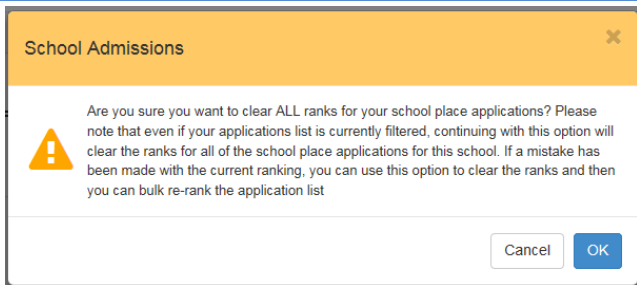 School Admissions
Are you sure you want to clear ALL ranks for your school place applications? Please
note that even if your applications list is currently filtered, continuing with this option will
clear the ranks for all of the school place applications for this school. If a mistake has
been made with the current ranking, you can use this option to clear the ranks and then
you can bulk re-rank the application list
Cancel
OK